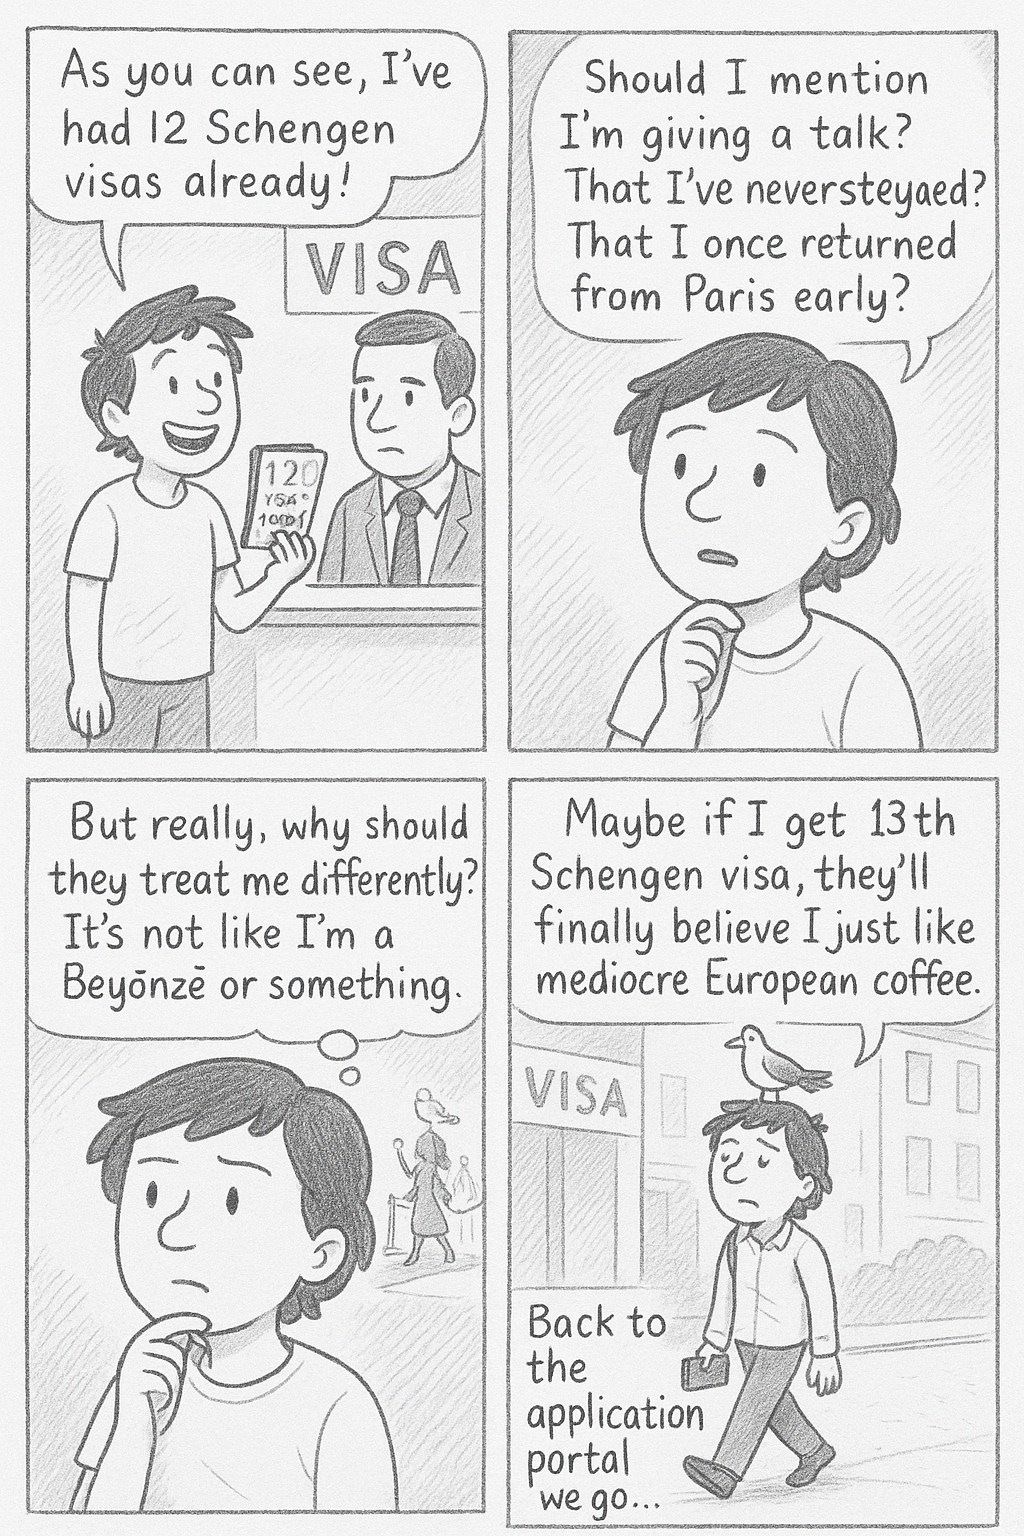 As you can see, I've
had 12 Schengen
visas already!
VISA
120
Should I mention
I'm giving a talk?
That I've neversteyaed?
That I once returned
from Paris early?
But really, why should
they treat me differently?
It's not like I'm a
Beyōnzē or something.
Maybe if I get 13th
Schengen visa, they'll
finally believe I just like
mediocre European coffee.
VISA
Back to
the
application
portal
we go...